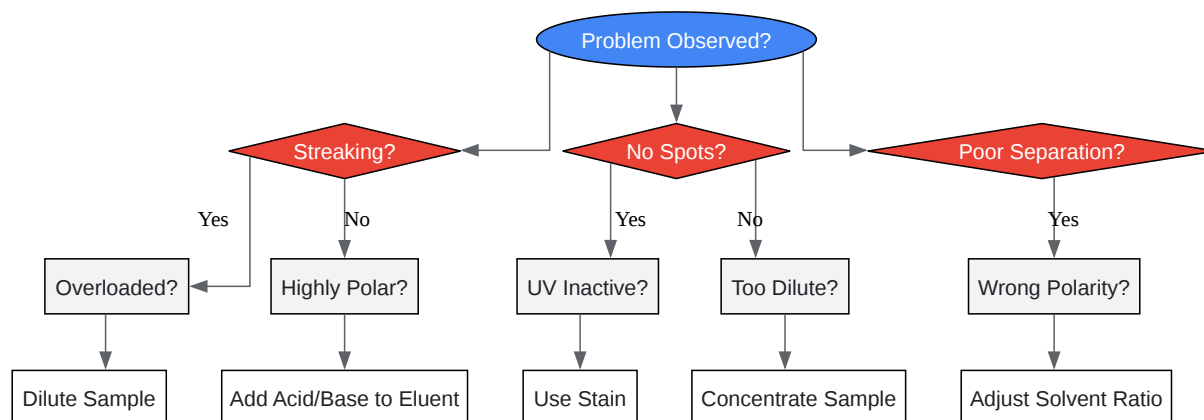 Problem Observed?
Streaking?
No Spots?
Poor Separation?
Yes
No
Yes
No
Yes
Overloaded?
Highly Polar?
UV Inactive?
Too Dilute?
Wrong Polarity?
Dilute Sample
Add Acid/Base to Eluent
Use Stain
Concentrate Sample
Adjust Solvent Ratio